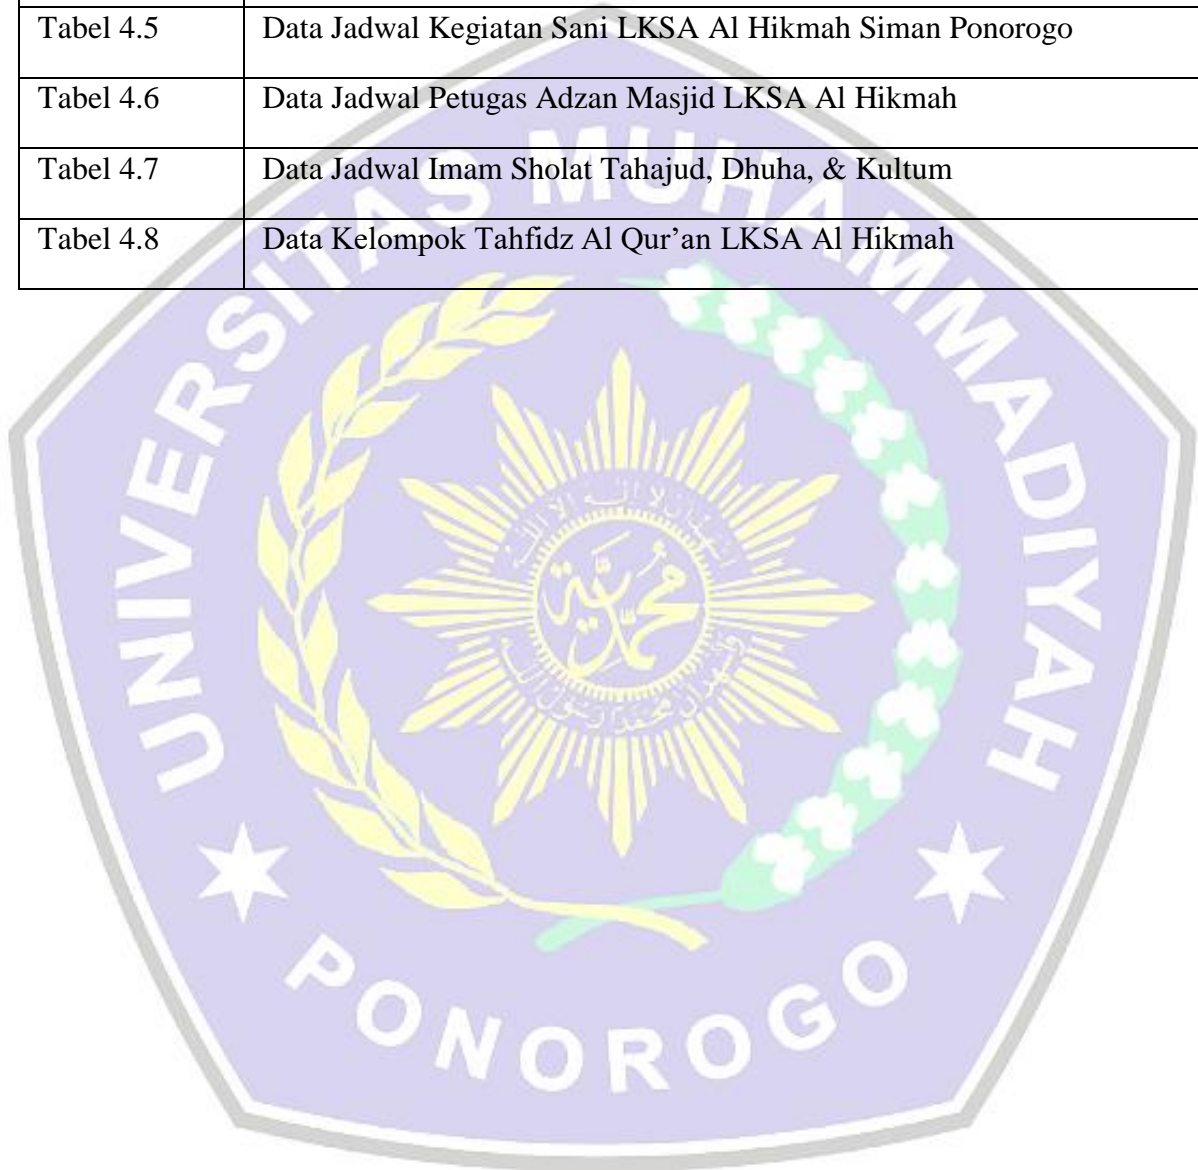 Tabel 4.5 Data Jadwal Kegiatan Sani LKSA Al Hikmah Siman Ponorogo
Tabel 4.6 Data Jadwal Petugas Adzan Masjid LKSA Al Hikmah
Tabel 4.7 Data Jadwal Imam Sholat Tahajud, Dhuha, & Kultum
Tabel 4.8 Data Kelompok Tahfidz Al Qur’an LKSA Al Hikmah
UNIVERSITAS MUHAMMADIYAH
محمدية
PONOROGO